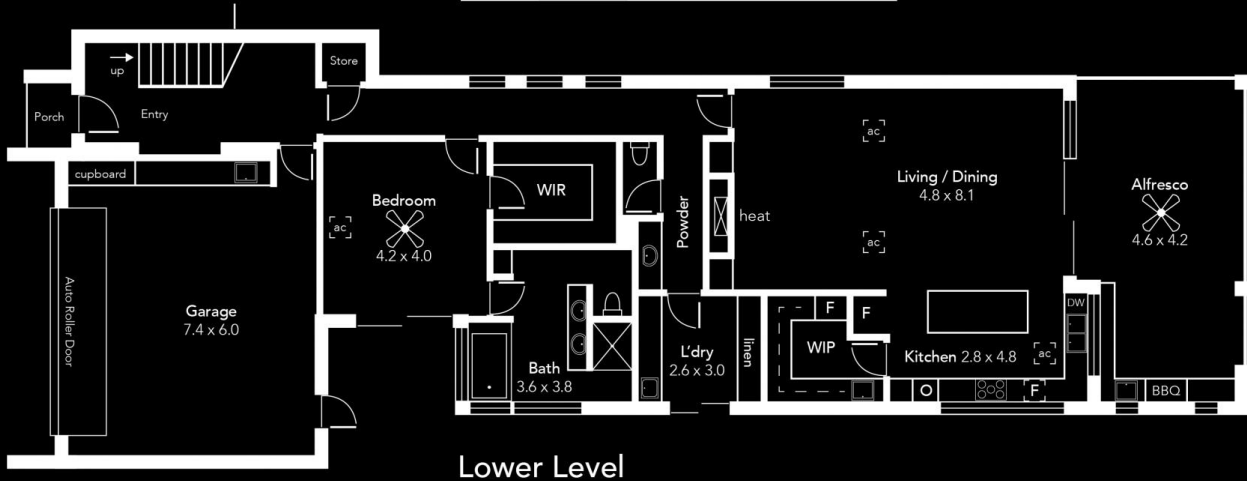 Store
up
Porch
Entry
cupboard
ac
ac
WIR
Bedroom
4.2 x 4.0
ac
Powder
heat
Living / Dining
4.8 x 8.1
ac
Alfresco
4.6 x 4.2
Auto Roller Door
Garage
7.4 x 6.0
DW
F
F
WIP
Kitchen 2.8 x 4.8
ac
L'dry
2.6 x 3.0
linen
Bath
3.6 x 3.8
O
F
BBQ
Lower Level